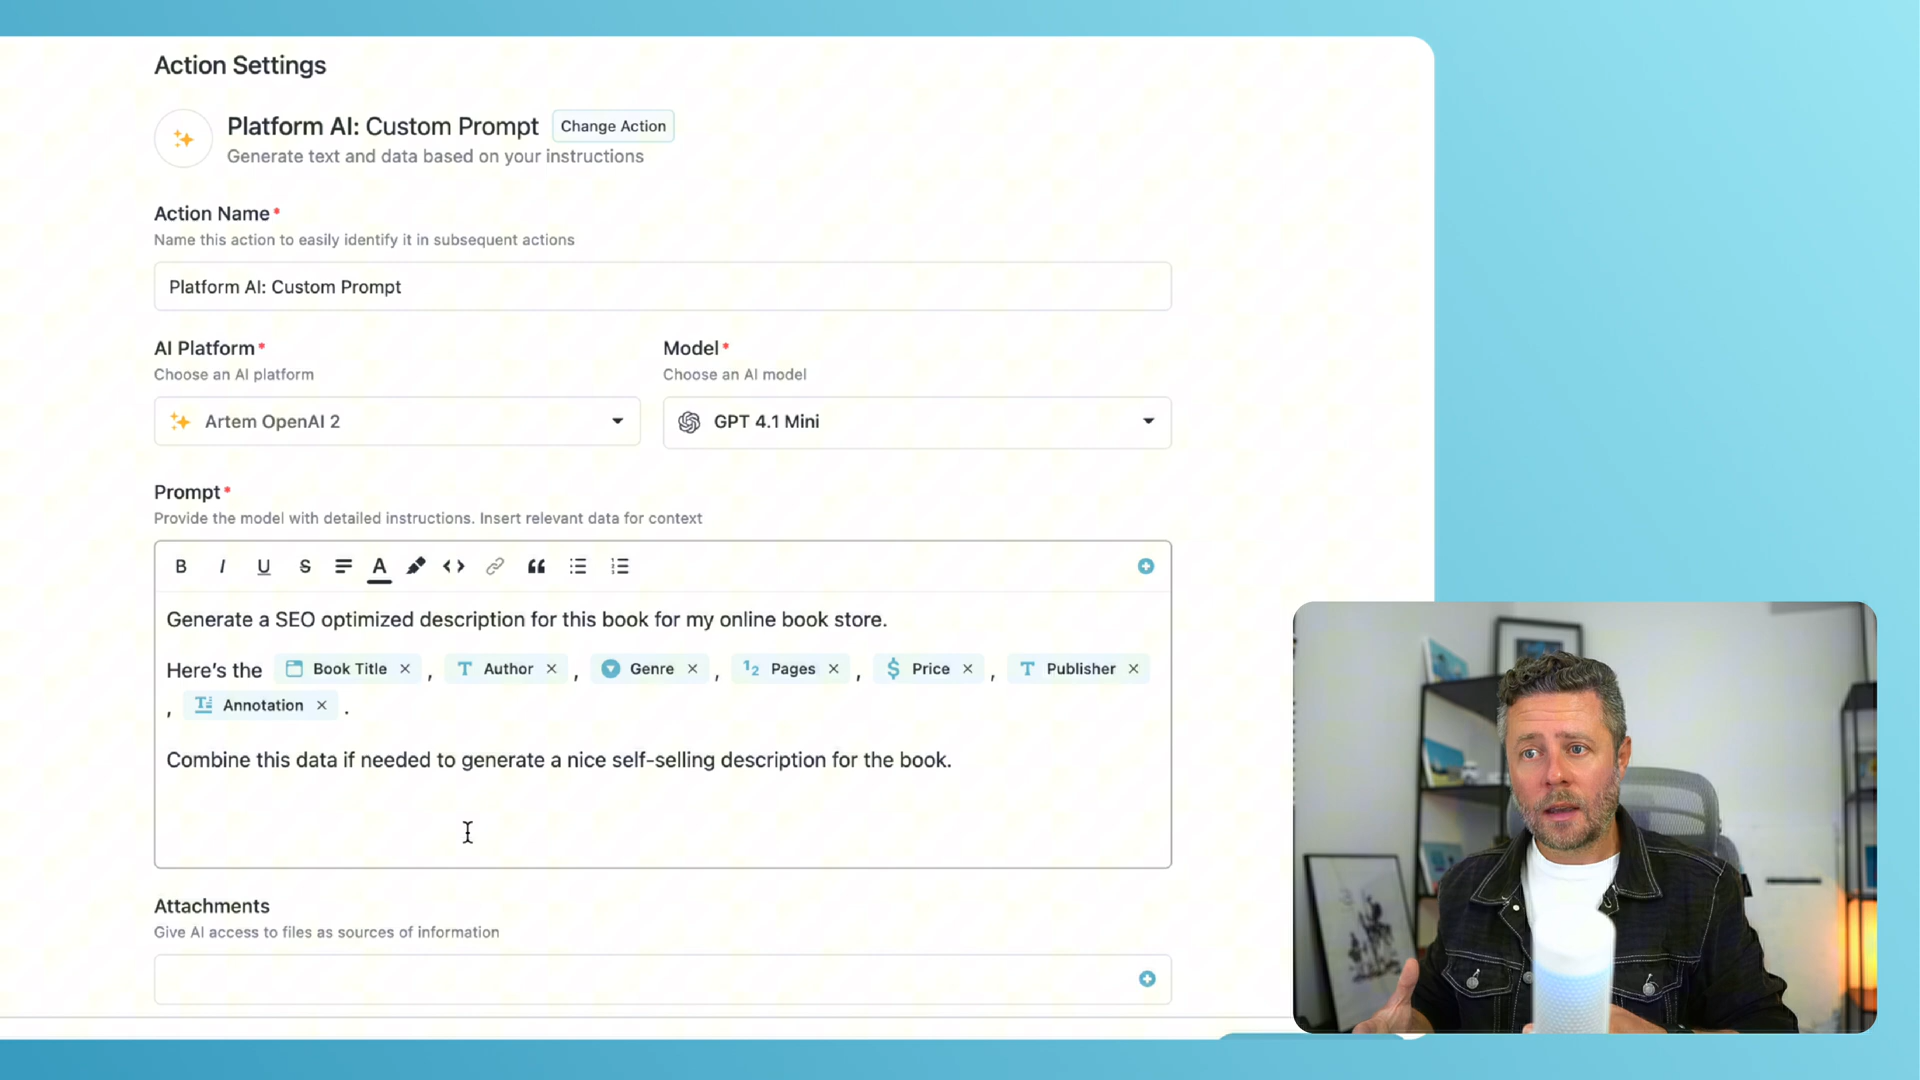 Action Settings
Platform AI: Custom Prompt
Change Action
Generate text and data based on your instructions
Action Name*
Name this action to easily identify it in subsequent actions
Platform AI: Custom Prompt
AI Platform*
Choose an AI platform
Artem OpenAI 2
Model*
Choose an AI model
GPT 4.1 Mini
Prompt*
Provide the model with detailed instructions. Insert relevant data for context
Generate a SEO optimized description for this book for my online book store.
Here's the Book Title × , Author × , Genre × , Pages × , Price × , Publisher ×
, Annotation × .
Combine this data if needed to generate a nice self-selling description for the book.
Attachments
Give AI access to files as sources of information